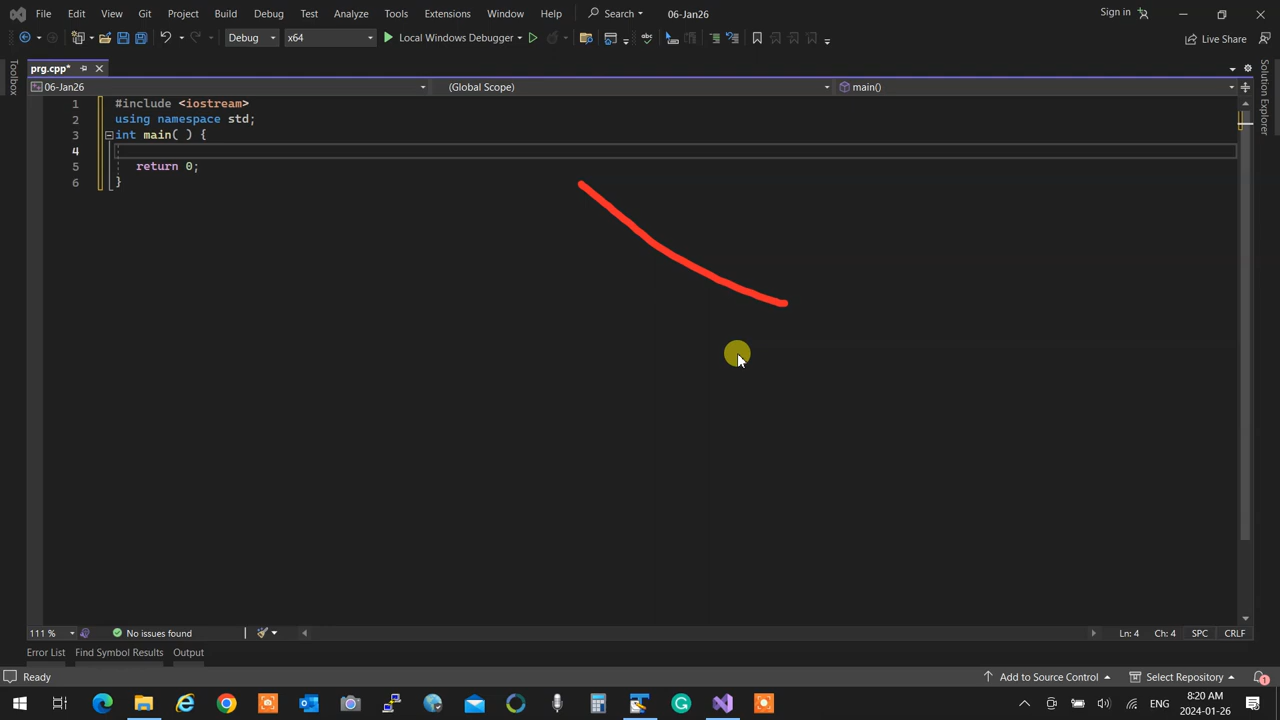 File Edit View Git Project Build Debug Test Analyze Tools Extensions Window Help Search 06-Jan26 Sign in
Debug x64 Local Windows Debugger Live Share
Toolbox
prg.cpp*
06-Jan26 (Global Scope) main()
Solution Explorer
1 #include <iostream>
2 using namespace std;
3 int main( ) {
4
5 return 0;
6 }
111 % No issues found Ln: 4 Ch: 4 SPC CRLF
Error List Find Symbol Results Output
Ready Add to Source Control Select Repository 1
ENG 8:20 AM
2024-01-26